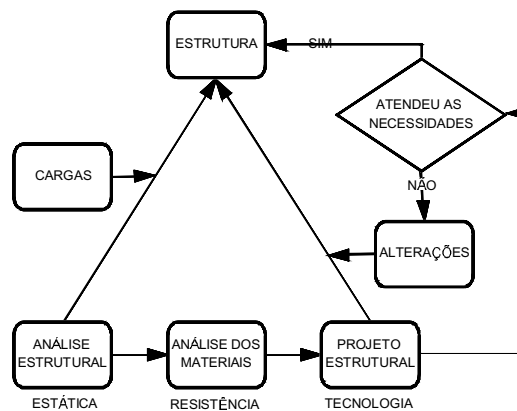 ESTRUTURA
SIM
ATENDEU AS
NECESSIDADES
CARGAS
NÃO
ALTERAÇÕES
ANÁLISE
ESTRUTURAL
ANÁLISE DOS
MATERIAIS
PROJETO
ESTRUTURAL
ESTÁTICA
RESISTÊNCIA
TECNOLOGIA